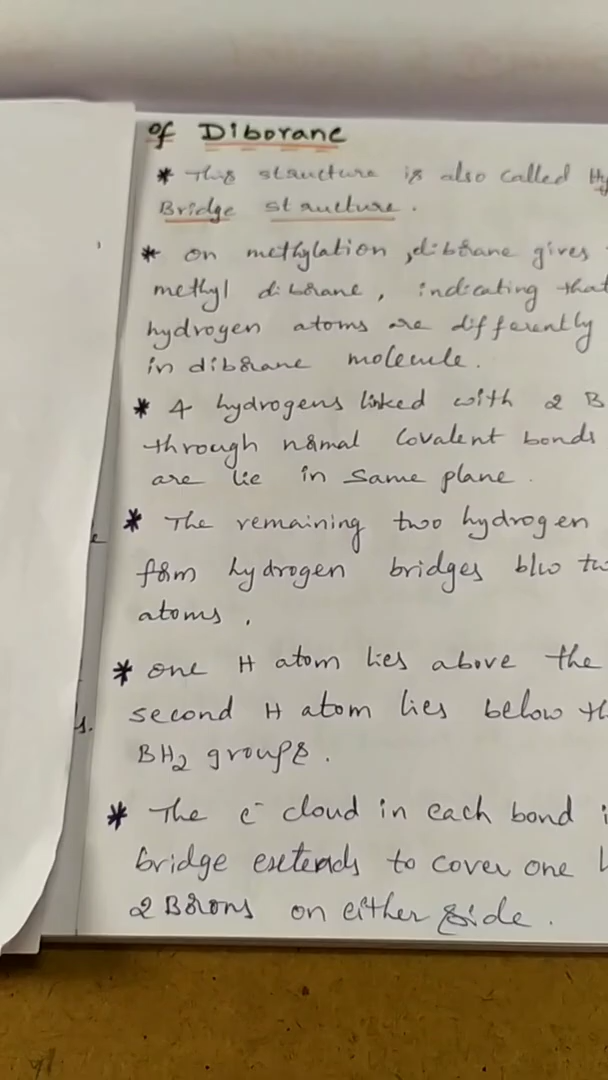 of Diborane
* This structure is also called Hy
Bridge structure.
* on methylation, diborane gives
methyl diborane, indicating that
hydrogen atoms are differently
in diborane molecule.
* 4 hydrogens linked with 2 B
through normal Covalent bonds
are lie in same plane.
* The remaining two hydrogen
form hydrogen bridges b/w tw
atoms.
* one H atom lies above the
second H atom lies below th
BH2 groups.
* The e⁻ cloud in each bond i
bridge extends to cover one
2 Borons on either side.